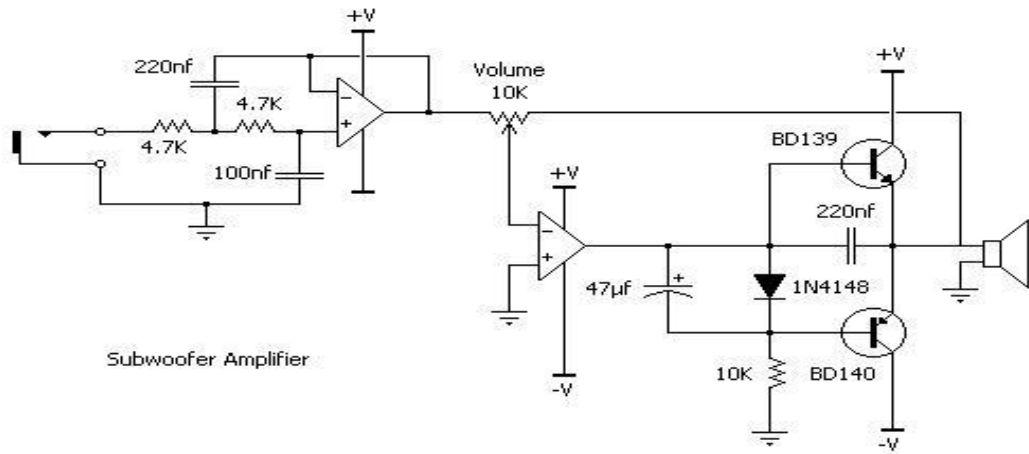 +V
220nf
Volume
10K
+V
4.7K
4.7K
BD139
100nf
+V
220nf
47µf
1N4148
Subwoofer Amplifier
10K
BD140
-V
-V